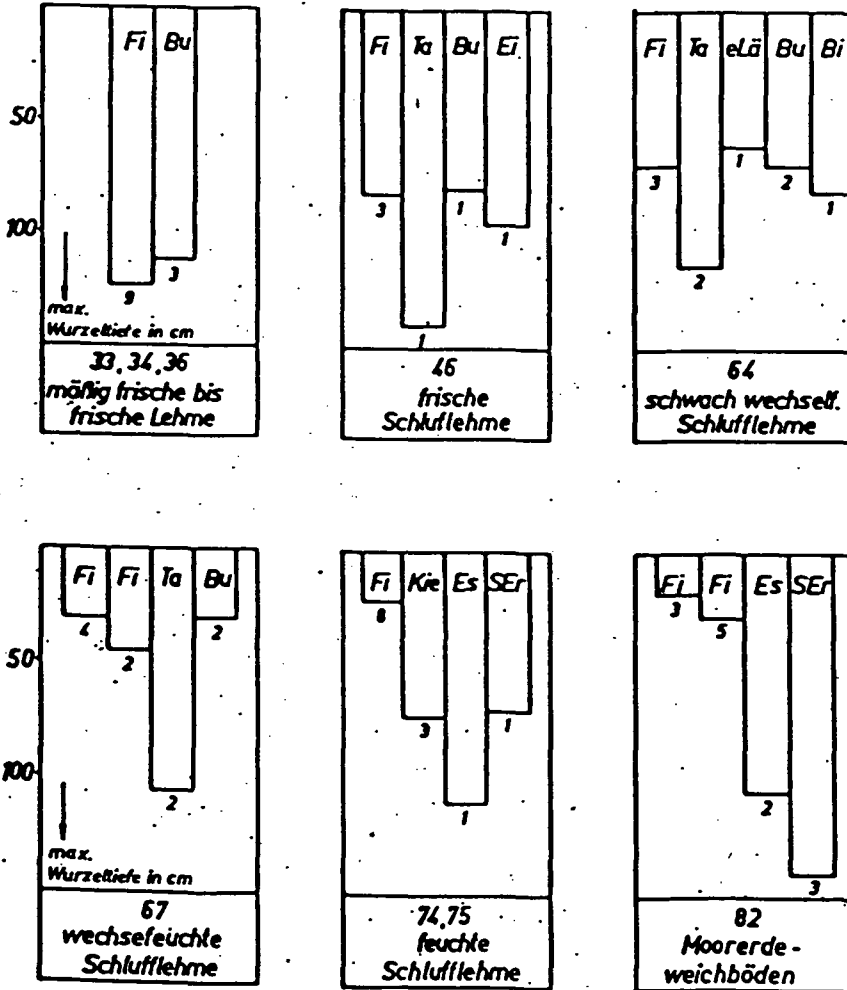 Fi Bu
50
100
9
3
max.
Wurzeltiefe in cm
33, 34, 36
mäßig frische bis
frische Lehme
Fi Ta Bu Ei
3
1
1
1
46
frische
Schlufflehme
Fi Ta eLä Bu Bi
3
2
1
2
1
64
schwach wechself.
Schlufflehme
Fi Fi Ta Bu
50
100
4
2
2
2
max.
Wurzeltiefe in cm
67
wechsefeuchte
Schlufflehme
Fi Kie Es SEr
3
1
1
74,75
feuchte
Schlufflehme
Fi Fi Es SEr
3
5
2
3
82
Moorerde-
weichböden